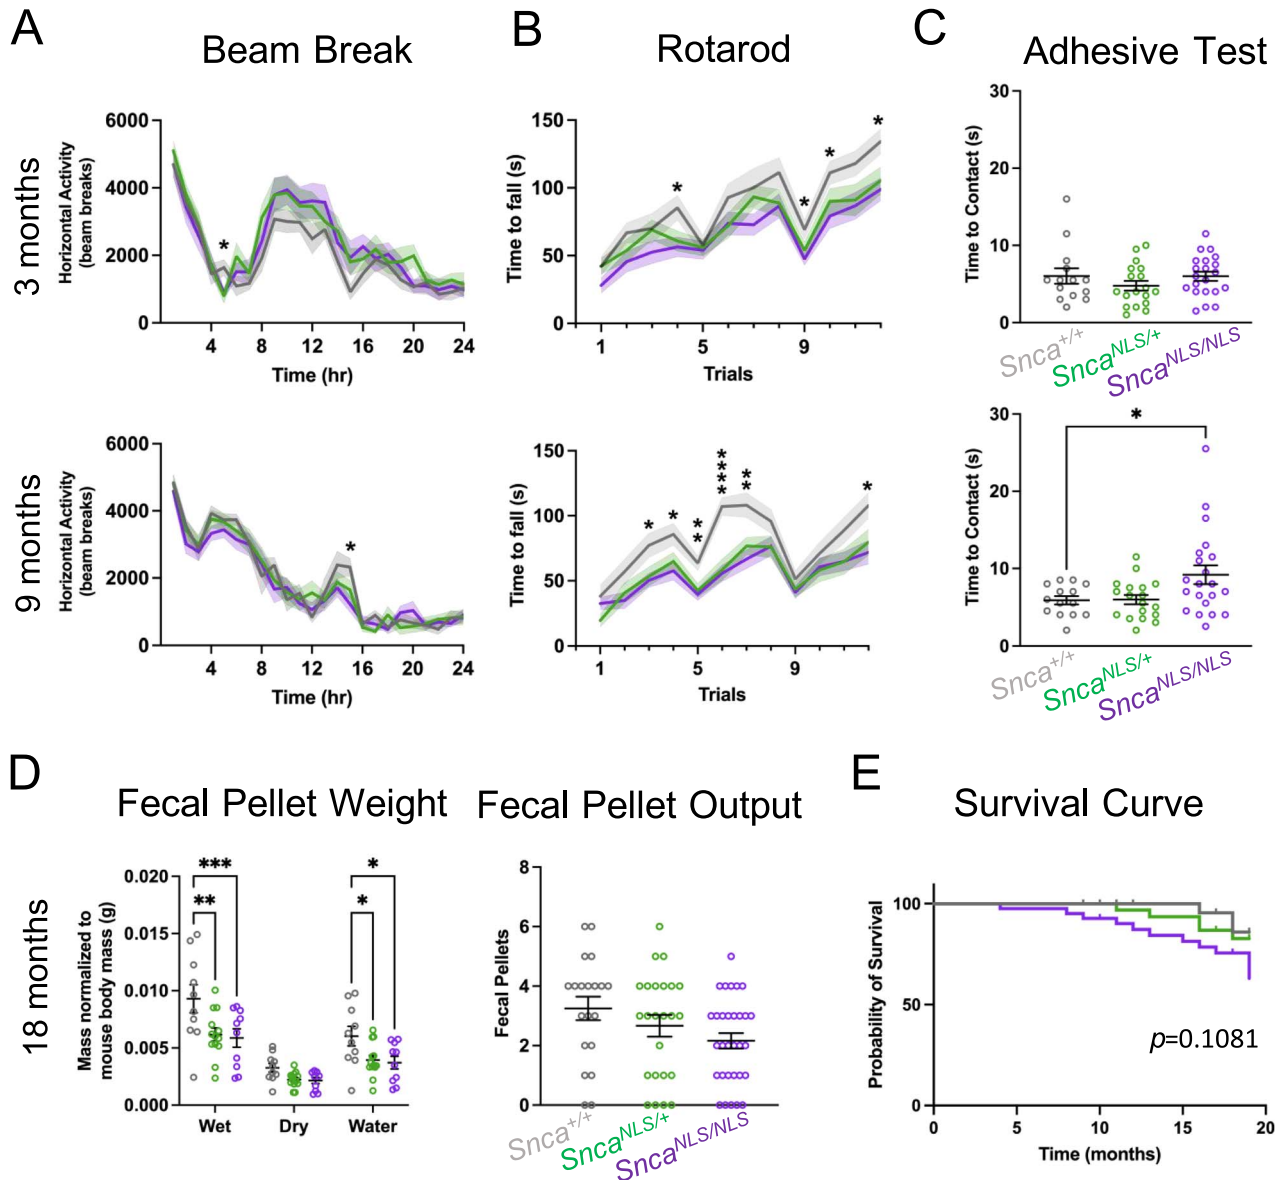 A
Beam Break
B
Rotarod
C
Adhesive Test
3 months
Horizontal Activity
(beam breaks)
6000
4000
2000
0
*
4
8
12
16
20
24
Time (hr)
Time to fall (s)
150
100
50
0
*
*
*
*
1
5
9
Trials
Time to Contact (s)
30
20
10
0
Snca+/+
SncaNLS/+
SncaNLS/NLS
9 months
Horizontal Activity
(beam breaks)
6000
4000
2000
0
*
4
8
12
16
20
24
Time (hr)
Time to fall (s)
150
100
50
0
*
*
**
****
**
*
1
5
9
Trials
Time to Contact (s)
30
20
10
0
*
Snca+/+
SncaNLS/+
SncaNLS/NLS
D
Fecal Pellet Weight
Fecal Pellet Output
E
Survival Curve
18 months
Mass normalized to
mouse body mass (g)
0.020
0.015
0.010
0.005
0.000
***
**
*
*
Wet
Dry
Water
Fecal Pellets
8
6
4
2
0
Snca+/+
SncaNLS/+
SncaNLS/NLS
Probability of Survival
100
50
0
p=0.1081
0
5
10
15
20
Time (months)